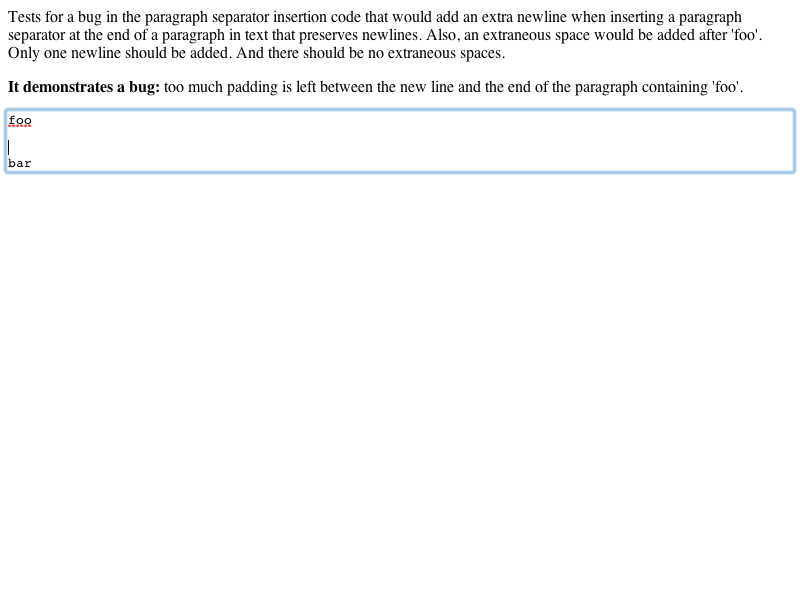 Tests for a bug in the paragraph separator insertion code that would add an extra newline when inserting a paragraph
separator at the end of a paragraph in text that preserves newlines. Also, an extraneous space would be added after 'foo'.
Only one newline should be added. And there should be no extraneous spaces.
It demonstrates a bug: too much padding is left between the new line and the end of the paragraph containing 'foo'.
foo
bar